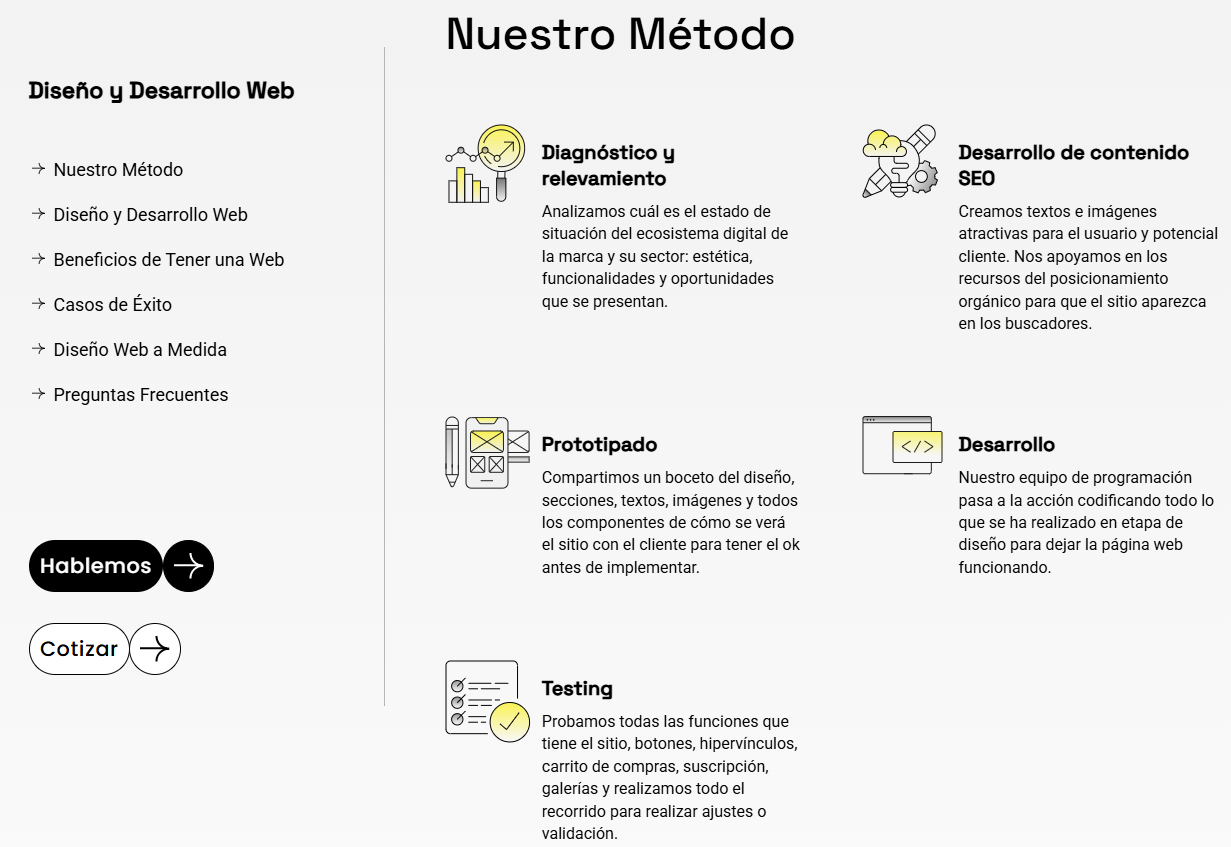 Nuestro Método
Diseño y Desarrollo Web
Nuestro Método
Diseño y Desarrollo Web
Beneficios de Tener una Web
Casos de Éxito
Diseño Web a Medida
Preguntas Frecuentes
Hablemos
Cotizar
Diagnóstico y
relevamiento
Analizamos cuál es el estado de
situación del ecosistema digital de
la marca y su sector: estética,
funcionalidades y oportunidades
que se presentan.
Desarrollo de contenido
SEO
Creamos textos e imágenes
atractivas para el usuario y potencial
cliente. Nos apoyamos en los
recursos del posicionamiento
orgánico para que el sitio aparezca
en los buscadores.
Prototipado
Compartimos un boceto del diseño,
secciones, textos, imágenes y todos
los componentes de cómo se verá
el sitio con el cliente para tener el ok
antes de implementar.
</>
Desarrollo
Nuestro equipo de programación
pasa a la acción codificando todo lo
que se ha realizado en etapa de
diseño para dejar la página web
funcionando.
Testing
Probamos todas las funciones que
tiene el sitio, botones, hipervínculos,
carrito de compras, suscripción,
galerías y realizamos todo el
recorrido para realizar ajustes o
validación.